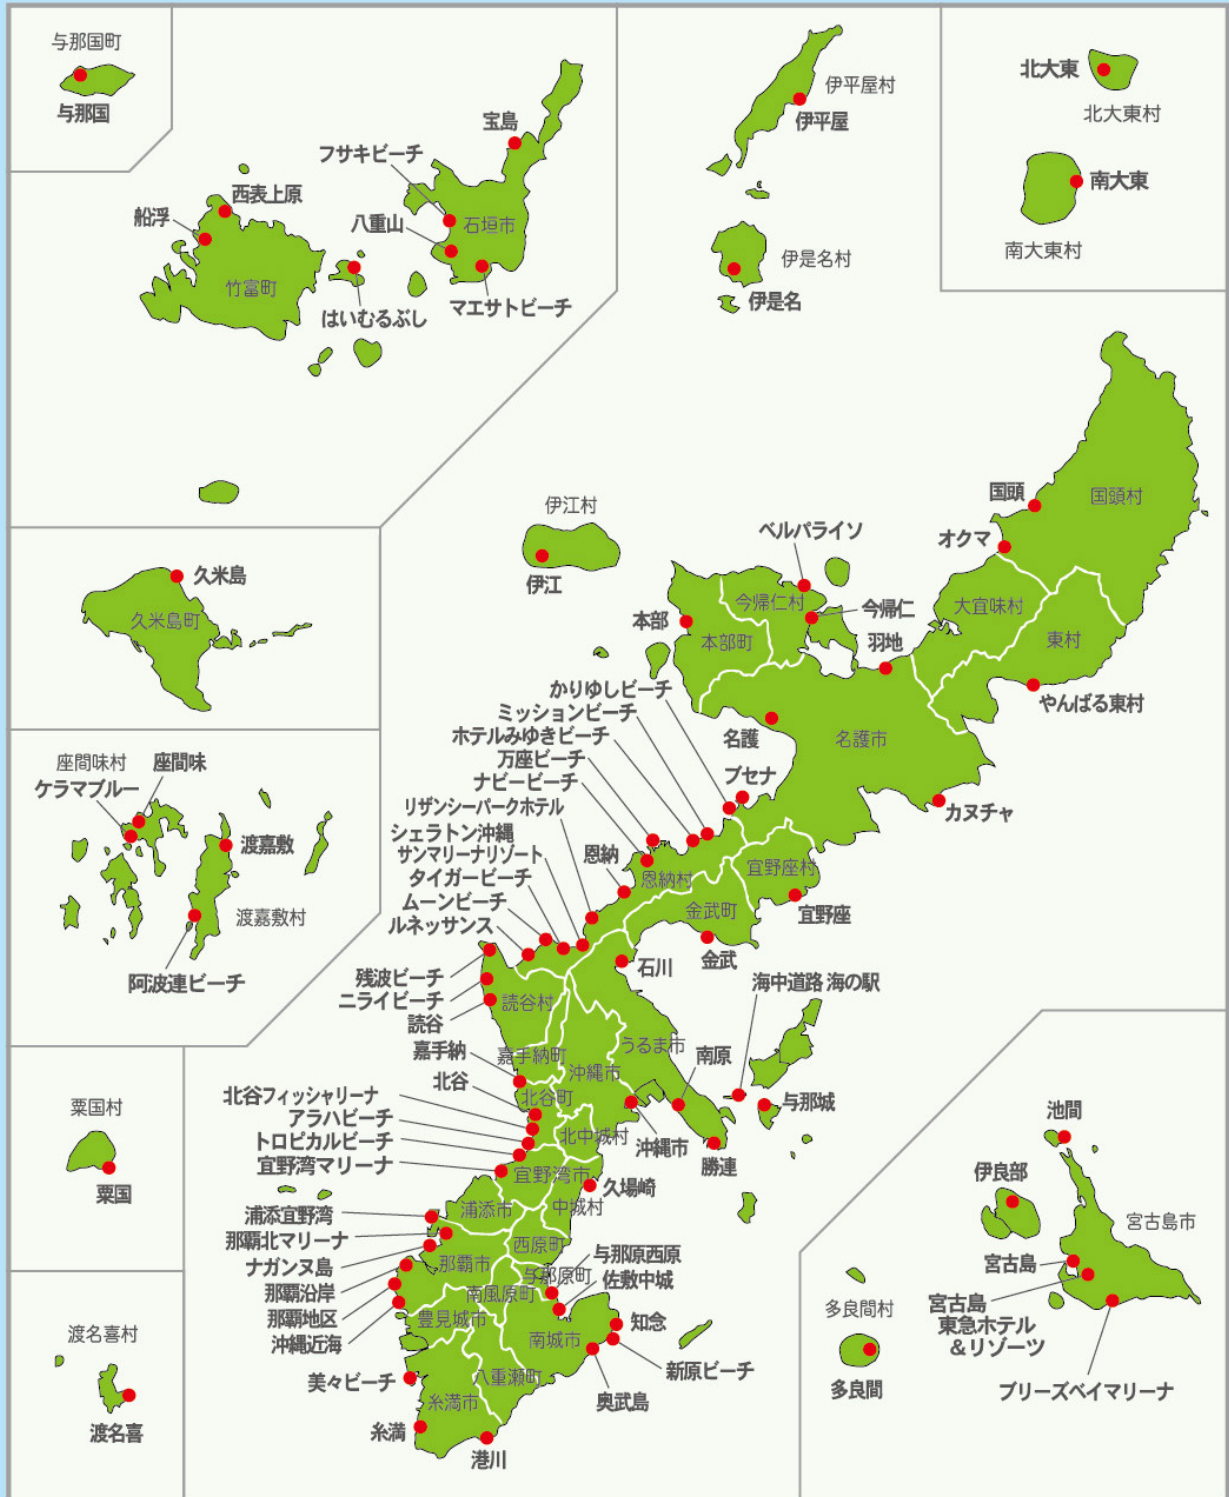 与那国町
与那国
宝島
フサキビーチ
西表上原
船浮
八重山
石垣市
竹富町
はいむるぶし
マエサトビーチ
伊平屋村
伊平屋
伊是名村
伊是名
北大東
北大東村
南大東
南大東村
久米島
久米島町
伊江村
伊江
国頭
国頭村
オクマ
ベルパライソ
今帰仁村
今帰仁
大宜味村
本部
本部町
羽地
東村
やんばる東村
かりゆしビーチ
ミッションビーチ
ホテルみゆきビーチ
万座ビーチ
ナビービーチ
リザンシーパークホテル
シェラトン沖縄
サンマリーナリゾート
タイガービーチ
ムーンビーチ
ルネッサンス
名護
名護市
ブセナ
カヌチャ
恩納
恩納村
宜野座村
宜野座
金武町
金武
石川
座間味村
座間味
ケラマブルー
渡嘉敷
渡嘉敷村
阿波連ビーチ
残波ビーチ
ニライビーチ
読谷
読谷村
嘉手納
嘉手納町
北谷
北谷町
沖縄市
うるま市
海中道路 海の駅
南原
与那城
沖縄市
勝連
北谷フィッシャリーナ
アラハビーチ
トロピカルビーチ
宜野湾マリーナ
北中城村
宜野湾市
久場崎
中城村
浦添宜野湾
浦添市
那覇北マリーナ
ナガンヌ島
那覇沿岸
那覇地区
沖縄近海
那覇市
西原町
与那原町
与那原西原
佐敷中城
南風原町
豊見城市
南城市
知念
新原ビーチ
奥武島
美々ビーチ
八重瀬町
糸満市
糸満
港川
粟国村
粟国
渡名喜村
渡名喜
池間
伊良部
宮古島市
宮古島
宮古島
東急ホテル
＆リゾーツ
ブリーズベイマリーナ
多良間村
多良間